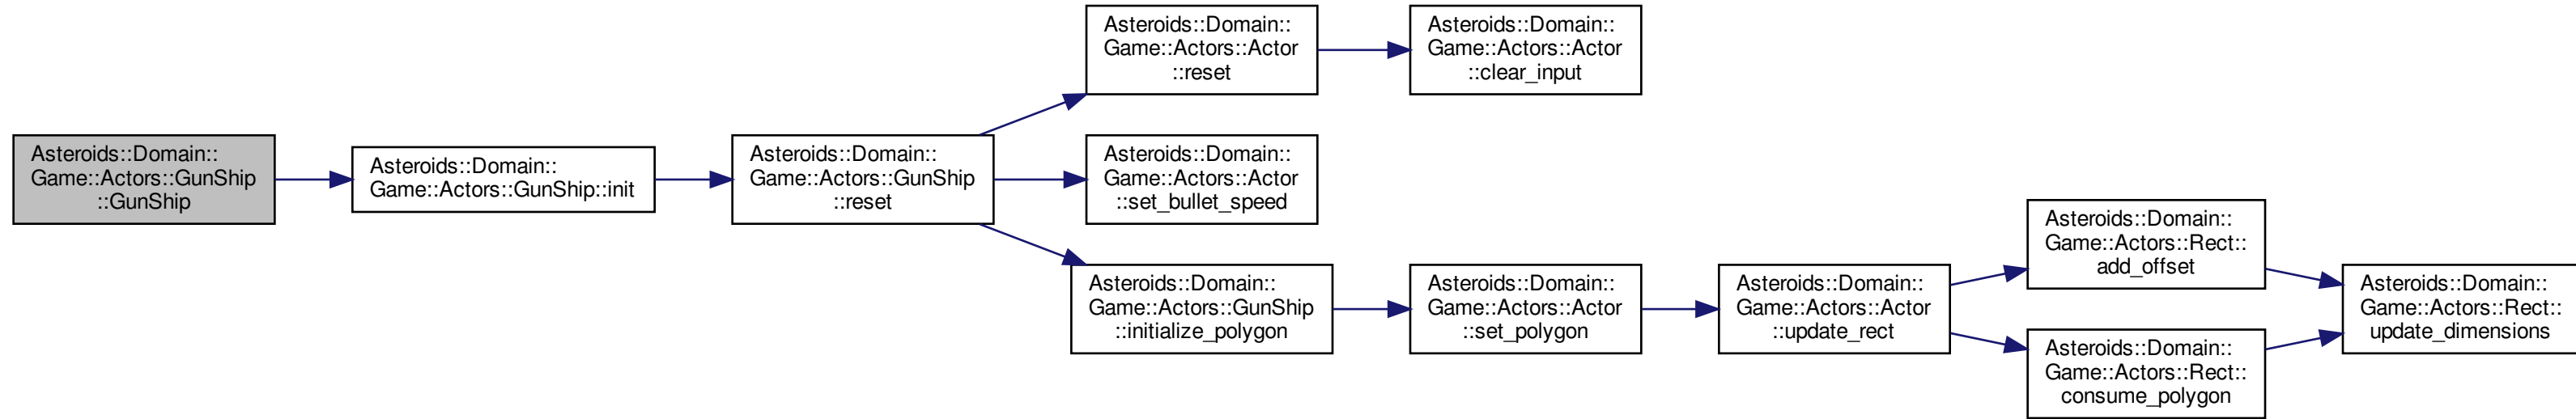 Asteroids::Domain::
Game::Actors::GunShip
::GunShip
Asteroids::Domain::
Game::Actors::GunShip::init
Asteroids::Domain::
Game::Actors::GunShip
::reset
Asteroids::Domain::
Game::Actors::Actor
::reset
Asteroids::Domain::
Game::Actors::Actor
::clear_input
Asteroids::Domain::
Game::Actors::Actor
::set_bullet_speed
Asteroids::Domain::
Game::Actors::GunShip
::initialize_polygon
Asteroids::Domain::
Game::Actors::Actor
::set_polygon
Asteroids::Domain::
Game::Actors::Actor
::update_rect
Asteroids::Domain::
Game::Actors::Rect::
add_offset
Asteroids::Domain::
Game::Actors::Rect::
consume_polygon
Asteroids::Domain::
Game::Actors::Rect::
update_dimensions